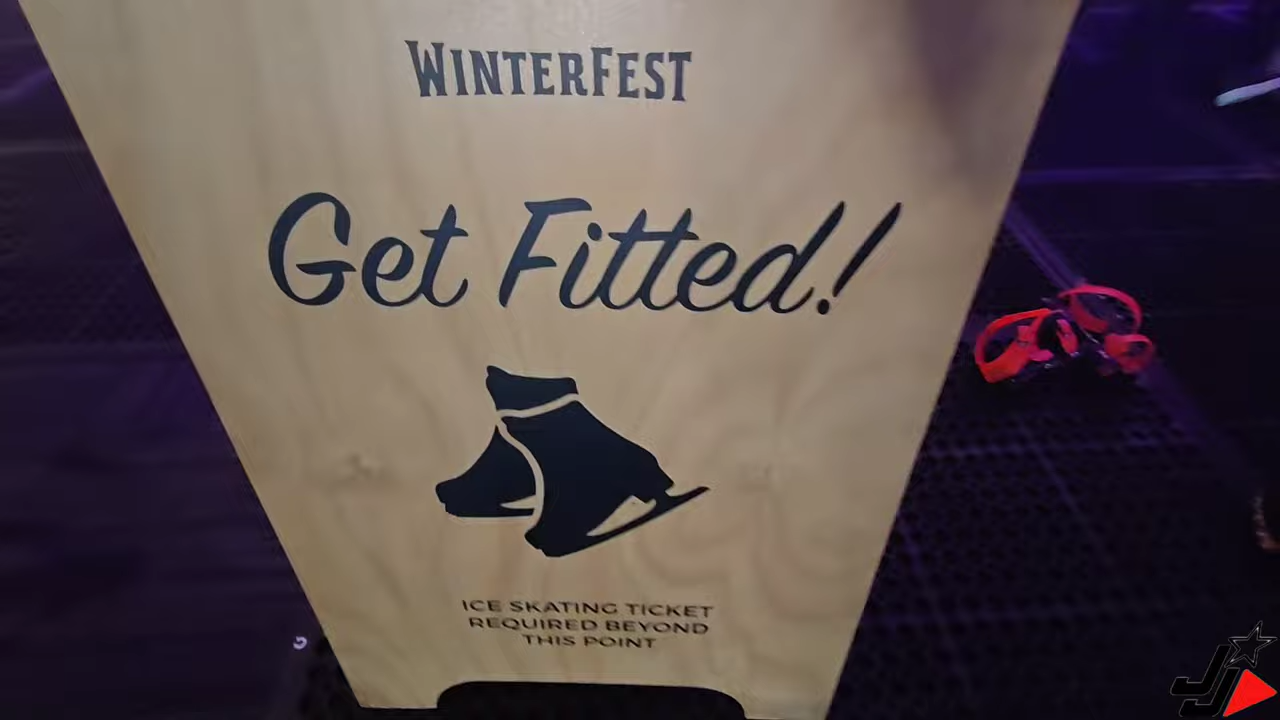 WINTERFEST
Get Fitted!
ICE SKATING TICKET
REQUIRED BEYOND
THIS POINT